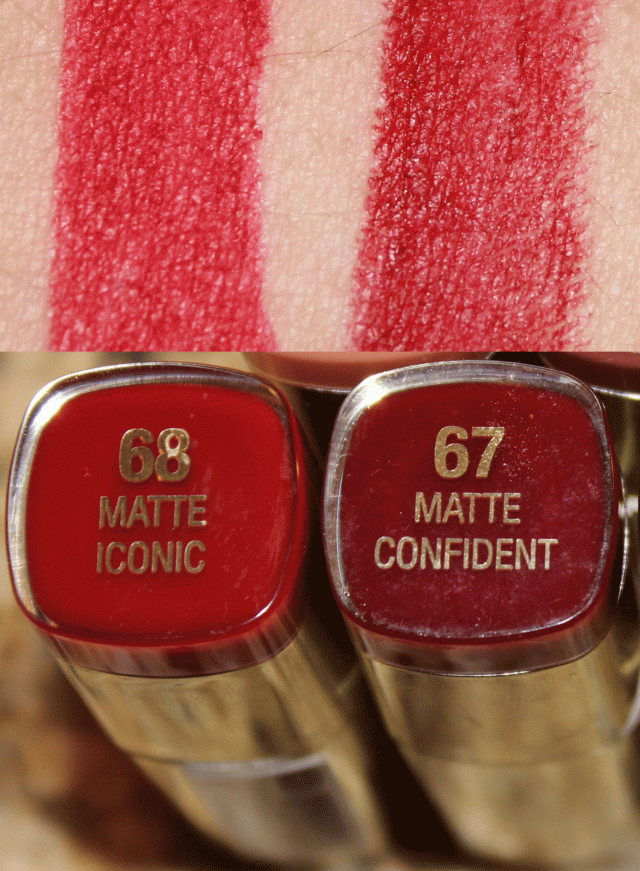 68
MATTE
ICONIC
67
MATTE
CONFIDENT